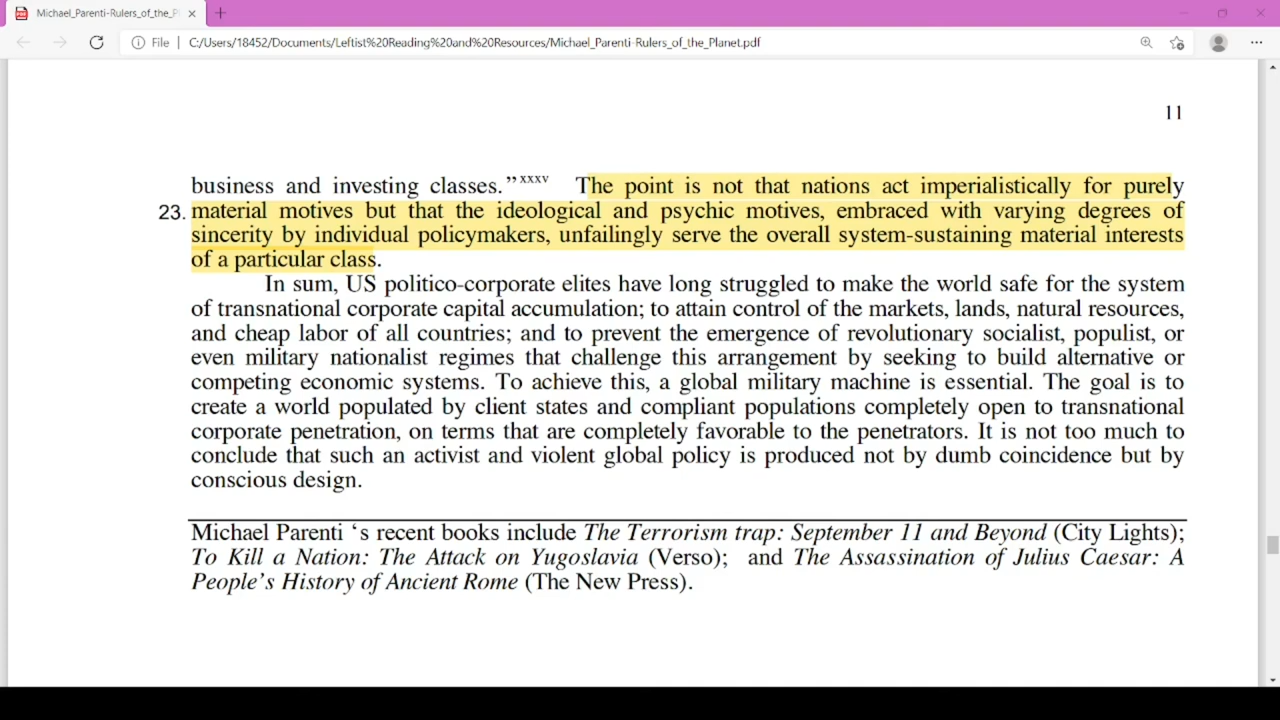 Michael_Parenti-Rulers_of_the_P
File | C:/Users/18452/Documents/Leftist%20Reading%20and%20Resources/Michael_Parenti-Rulers_of_the_Planet.pdf
11
business and investing classes.”xxxv The point is not that nations act imperialistically for purely
23. material motives but that the ideological and psychic motives, embraced with varying degrees of
sincerity by individual policymakers, unfailingly serve the overall system-sustaining material interests
of a particular class.
In sum, US politico-corporate elites have long struggled to make the world safe for the system
of transnational corporate capital accumulation; to attain control of the markets, lands, natural resources,
and cheap labor of all countries; and to prevent the emergence of revolutionary socialist, populist, or
even military nationalist regimes that challenge this arrangement by seeking to build alternative or
competing economic systems. To achieve this, a global military machine is essential. The goal is to
create a world populated by client states and compliant populations completely open to transnational
corporate penetration, on terms that are completely favorable to the penetrators. It is not too much to
conclude that such an activist and violent global policy is produced not by dumb coincidence but by
conscious design.
Michael Parenti ‘s recent books include The Terrorism trap: September 11 and Beyond (City Lights);
To Kill a Nation: The Attack on Yugoslavia (Verso); and The Assassination of Julius Caesar: A
People’s History of Ancient Rome (The New Press).